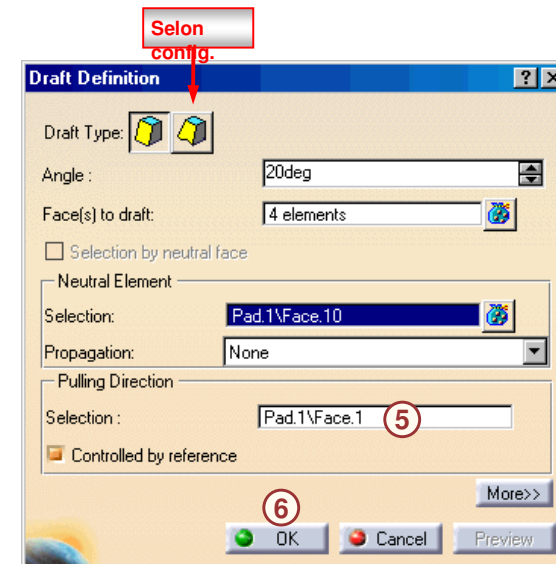 Selon
config.
Draft Definition
Draft Type:
Angle :
20deg
Face(s) to draft:
4 elements
Selection by neutral face
Neutral Element
Selection:
Pad.1\Face.10
Propagation:
None
Pulling Direction
Selection :
Pad.1\Face.1
5
Controlled by reference
More>>
6
OK
Cancel
Preview